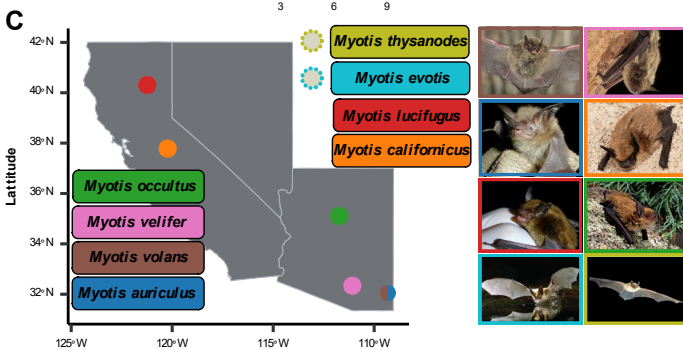 3 6 9
C
42°N
Myotis thysanodes
Myotis evotis
40°N
Myotis lucifugus
38°N
Myotis californicus
Lattitude
36°N
Myotis occultus
Myotis velifer
34°N
Myotis volans
32°N
Myotis auriculus
125°W 120°W 115°W 110°W